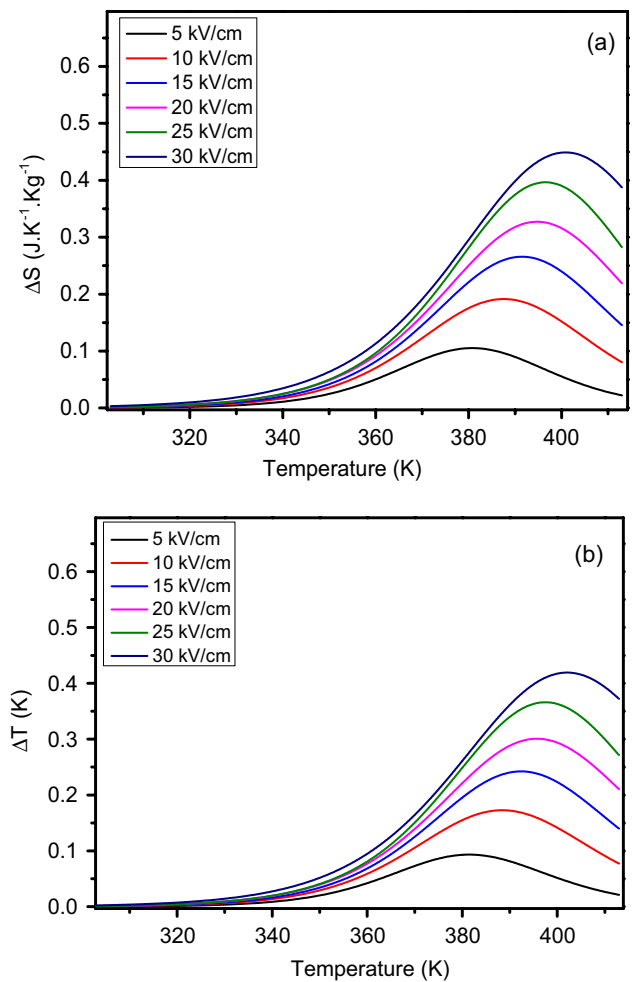 (a)
5 kV/cm
10 kV/cm
15 kV/cm
20 kV/cm
25 kV/cm
30 kV/cm
0.6
0.5
0.4
0.3
0.2
0.1
0.0
ΔS (J.K⁻¹.Kg⁻¹)
320 340 360 380 400
Temperature (K)
(b)
5 kV/cm
10 kV/cm
15 kV/cm
20 kV/cm
25 kV/cm
30 kV/cm
0.6
0.5
0.4
0.3
0.2
0.1
0.0
ΔT (K)
320 340 360 380 400
Temperature (K)